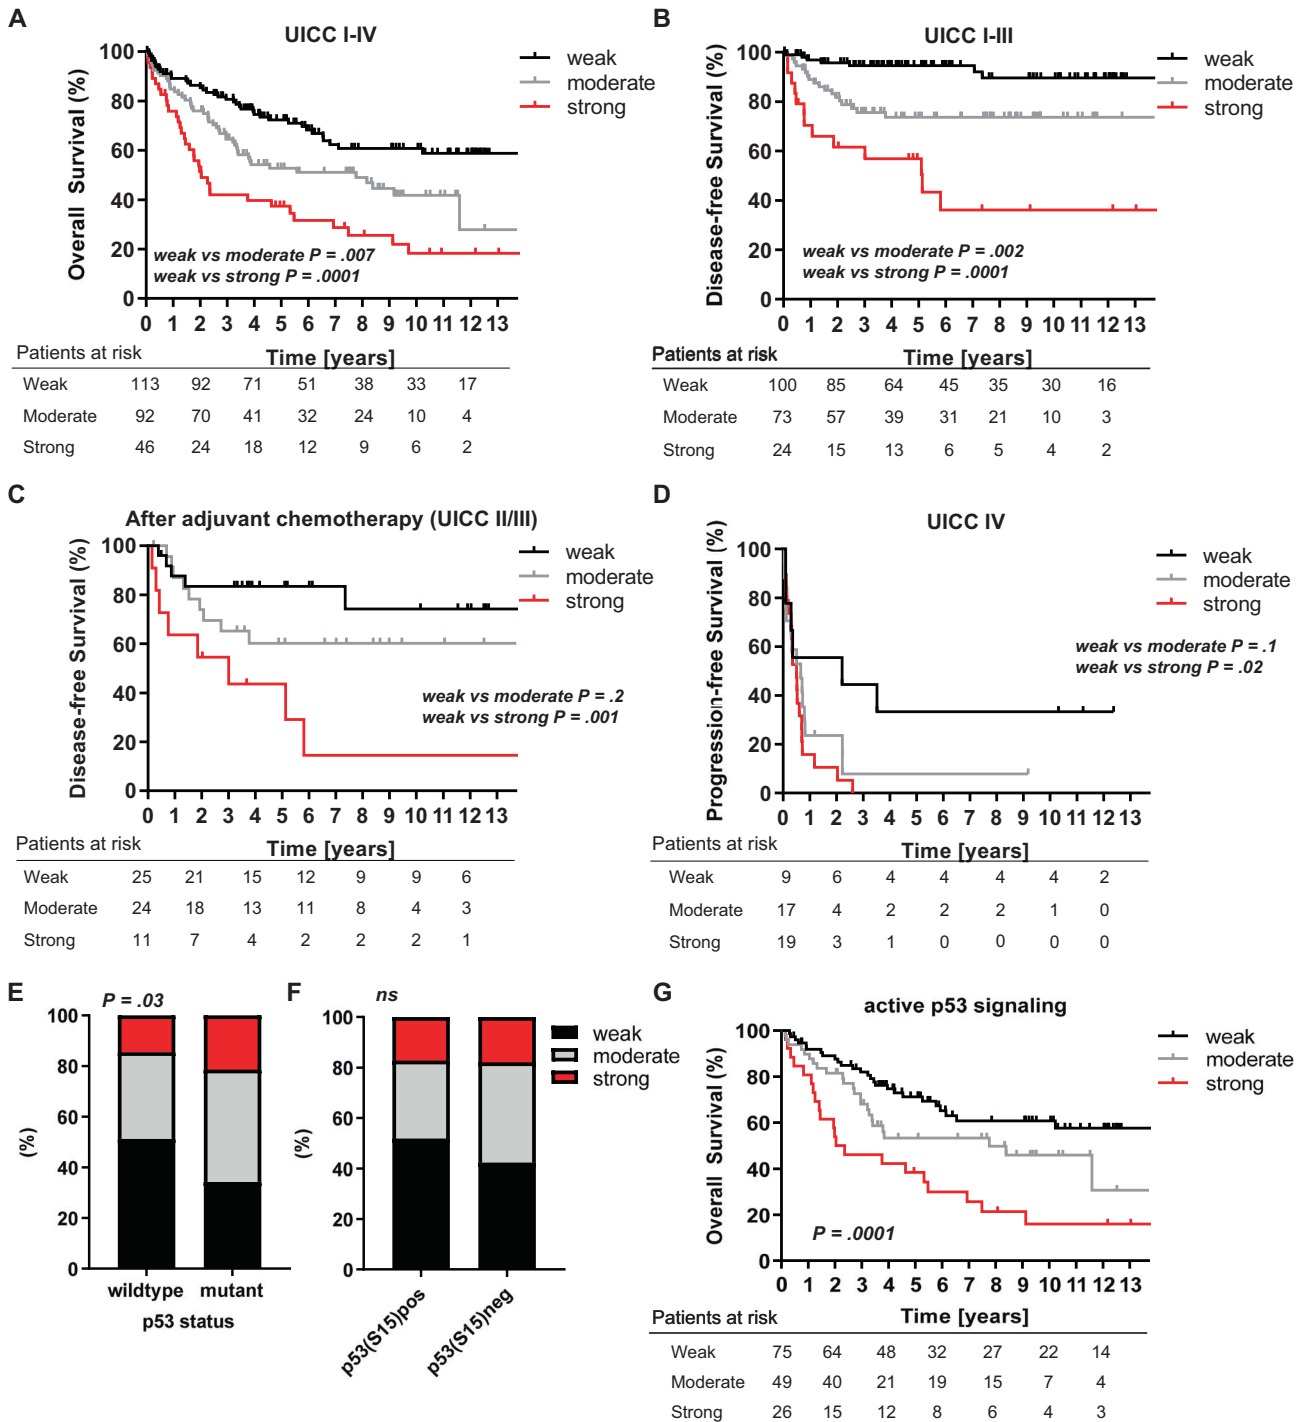 A
UICC I-IV
weak
moderate
strong
Overall Survival (%)
100
80
60
40
20
0
weak vs moderate P = .007
weak vs strong P = .0001
0 1 2 3 4 5 6 7 8 9 10 11 12 13
Patients at risk Time [years]
Weak 113 92 71 51 38 33 17
Moderate 92 70 41 32 24 10 4
Strong 46 24 18 12 9 6 2
B
UICC I-III
weak
moderate
strong
Disease-free Survival (%)
100
80
60
40
20
0
weak vs moderate P = .002
weak vs strong P = .0001
0 1 2 3 4 5 6 7 8 9 10 11 12 13
Patients at risk Time [years]
Weak 100 85 64 45 35 30 16
Moderate 73 57 39 31 21 10 3
Strong 24 15 13 6 5 4 2
C
After adjuvant chemotherapy (UICC II/III)
weak
moderate
strong
Disease-free Survival (%)
100
80
60
40
20
0
weak vs moderate P = .2
weak vs strong P = .001
0 1 2 3 4 5 6 7 8 9 10 11 12 13
Patients at risk Time [years]
Weak 25 21 15 12 9 9 6
Moderate 24 18 13 11 8 4 3
Strong 11 7 4 2 2 2 1
D
UICC IV
weak
moderate
strong
Progression-free Survival (%)
100
80
60
40
20
0
weak vs moderate P = .1
weak vs strong P = .02
0 1 2 3 4 5 6 7 8 9 10 11 12 13
Patients at risk Time [years]
Weak 9 6 4 4 4 4 2
Moderate 17 4 2 2 2 1 0
Strong 19 3 1 0 0 0 0
E
P = .03
(%)
100
80
60
40
20
0
wildtype mutant
p53 status
F
ns
(%)
100
80
60
40
20
0
p53(S15)pos
p53(S15)neg
weak
moderate
strong
G
active p53 signaling
weak
moderate
strong
Overall Survival (%)
100
80
60
40
20
0
P = .0001
0 1 2 3 4 5 6 7 8 9 10 11 12 13
Patients at risk Time [years]
Weak 75 64 48 32 27 22 14
Moderate 49 40 21 19 15 7 4
Strong 26 15 12 8 6 4 3